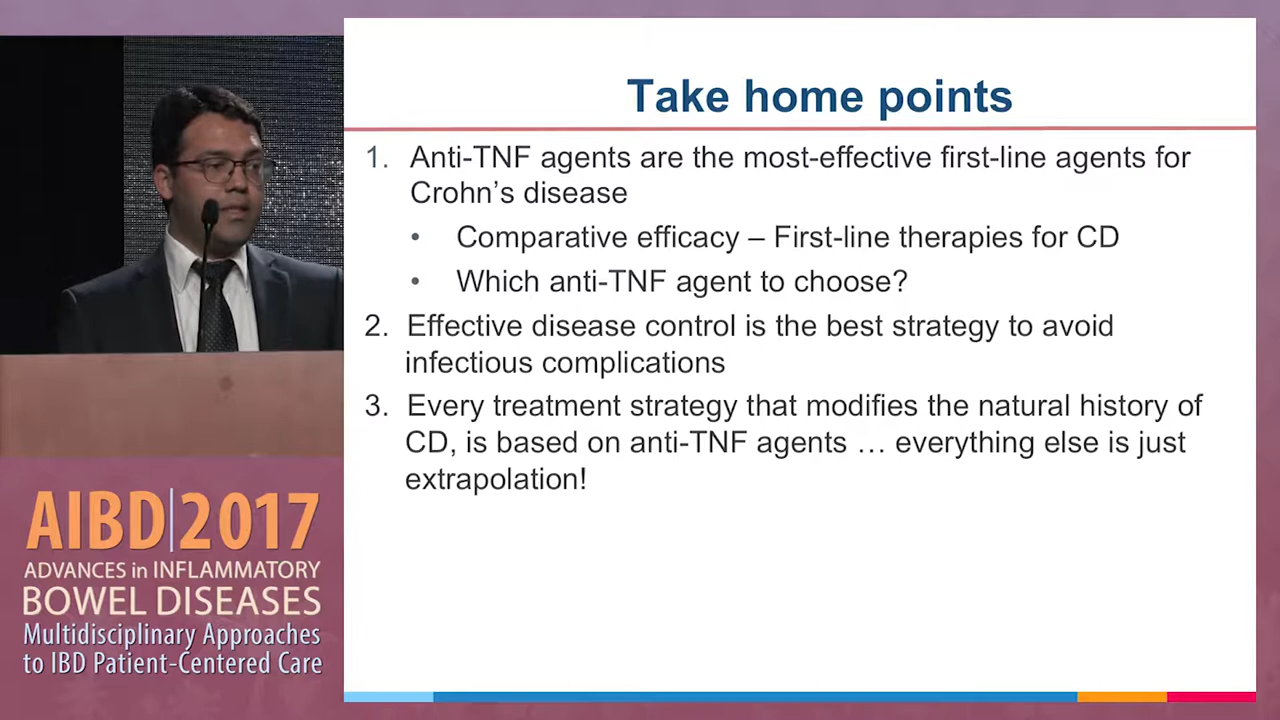 Take home points
1. Anti-TNF agents are the most-effective first-line agents for
Crohn’s disease
• Comparative efficacy – First-line therapies for CD
• Which anti-TNF agent to choose?
2. Effective disease control is the best strategy to avoid
infectious complications
3. Every treatment strategy that modifies the natural history of
CD, is based on anti-TNF agents … everything else is just
extrapolation!
AIBD|2017
ADVANCES in INFLAMMATORY
BOWEL DISEASES
Multidisciplinary Approaches
to IBD Patient-Centered Care